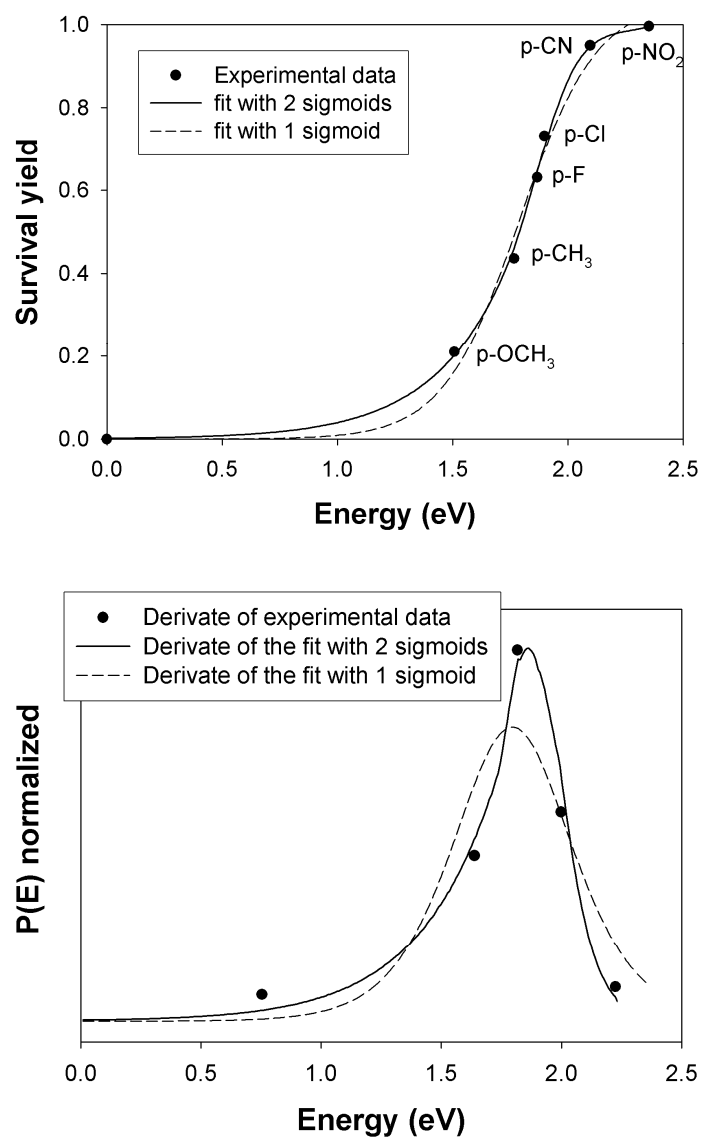 Survival yield
1.0
0.8
0.6
0.4
0.2
0.0
Experimental data
fit with 2 sigmoids
fit with 1 sigmoid
p-CN
p-NO₂
p-Cl
p-F
p-CH₃
p-OCH₃
0.0 0.5 1.0 1.5 2.0 2.5
Energy (eV)
Derivate of experimental data
Derivate of the fit with 2 sigmoids
Derivate of the fit with 1 sigmoid
P(E) normalized
0.0 0.5 1.0 1.5 2.0 2.5
Energy (eV)